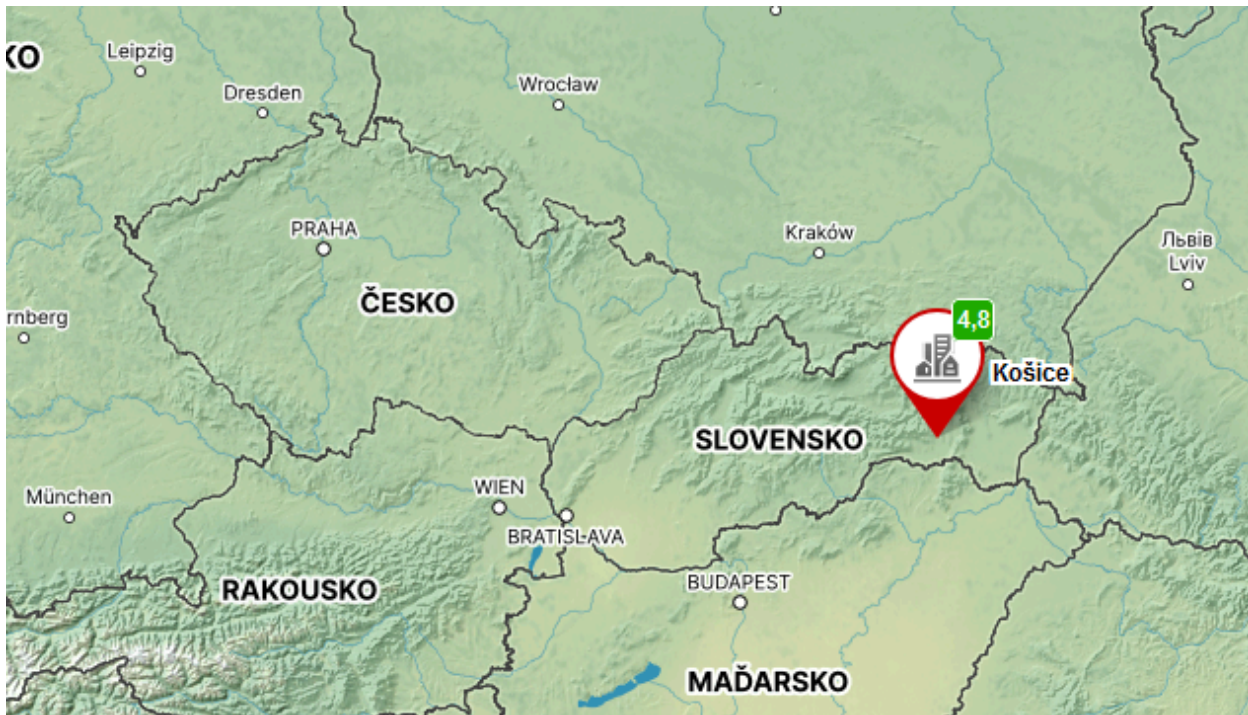 KO
Leipzig
Dresden
Wrocław
PRAHA
Kraków
Львів
Lviv
ČESKO
4,8
rnberg
Košice
SLOVENSKO
München
WIEN
BRATISLAVA
RAKOUSKO
BUDAPEST
MAĎARSKO